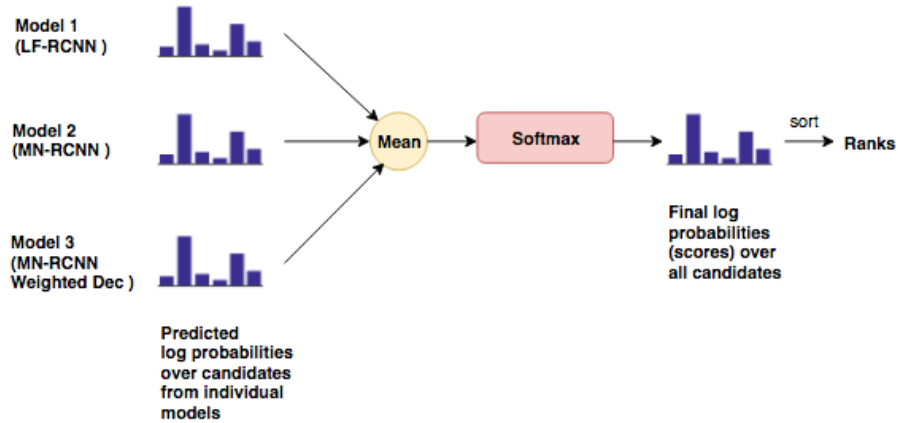 Model 1
(LF-RCNN )
Model 2
(MN-RCNN )
Model 3
(MN-RCNN
Weighted Dec )
Predicted
log probabilities
over candidates
from individual
models
Mean
Softmax
Final log
probabilities
(scores) over
all candidates
sort
Ranks